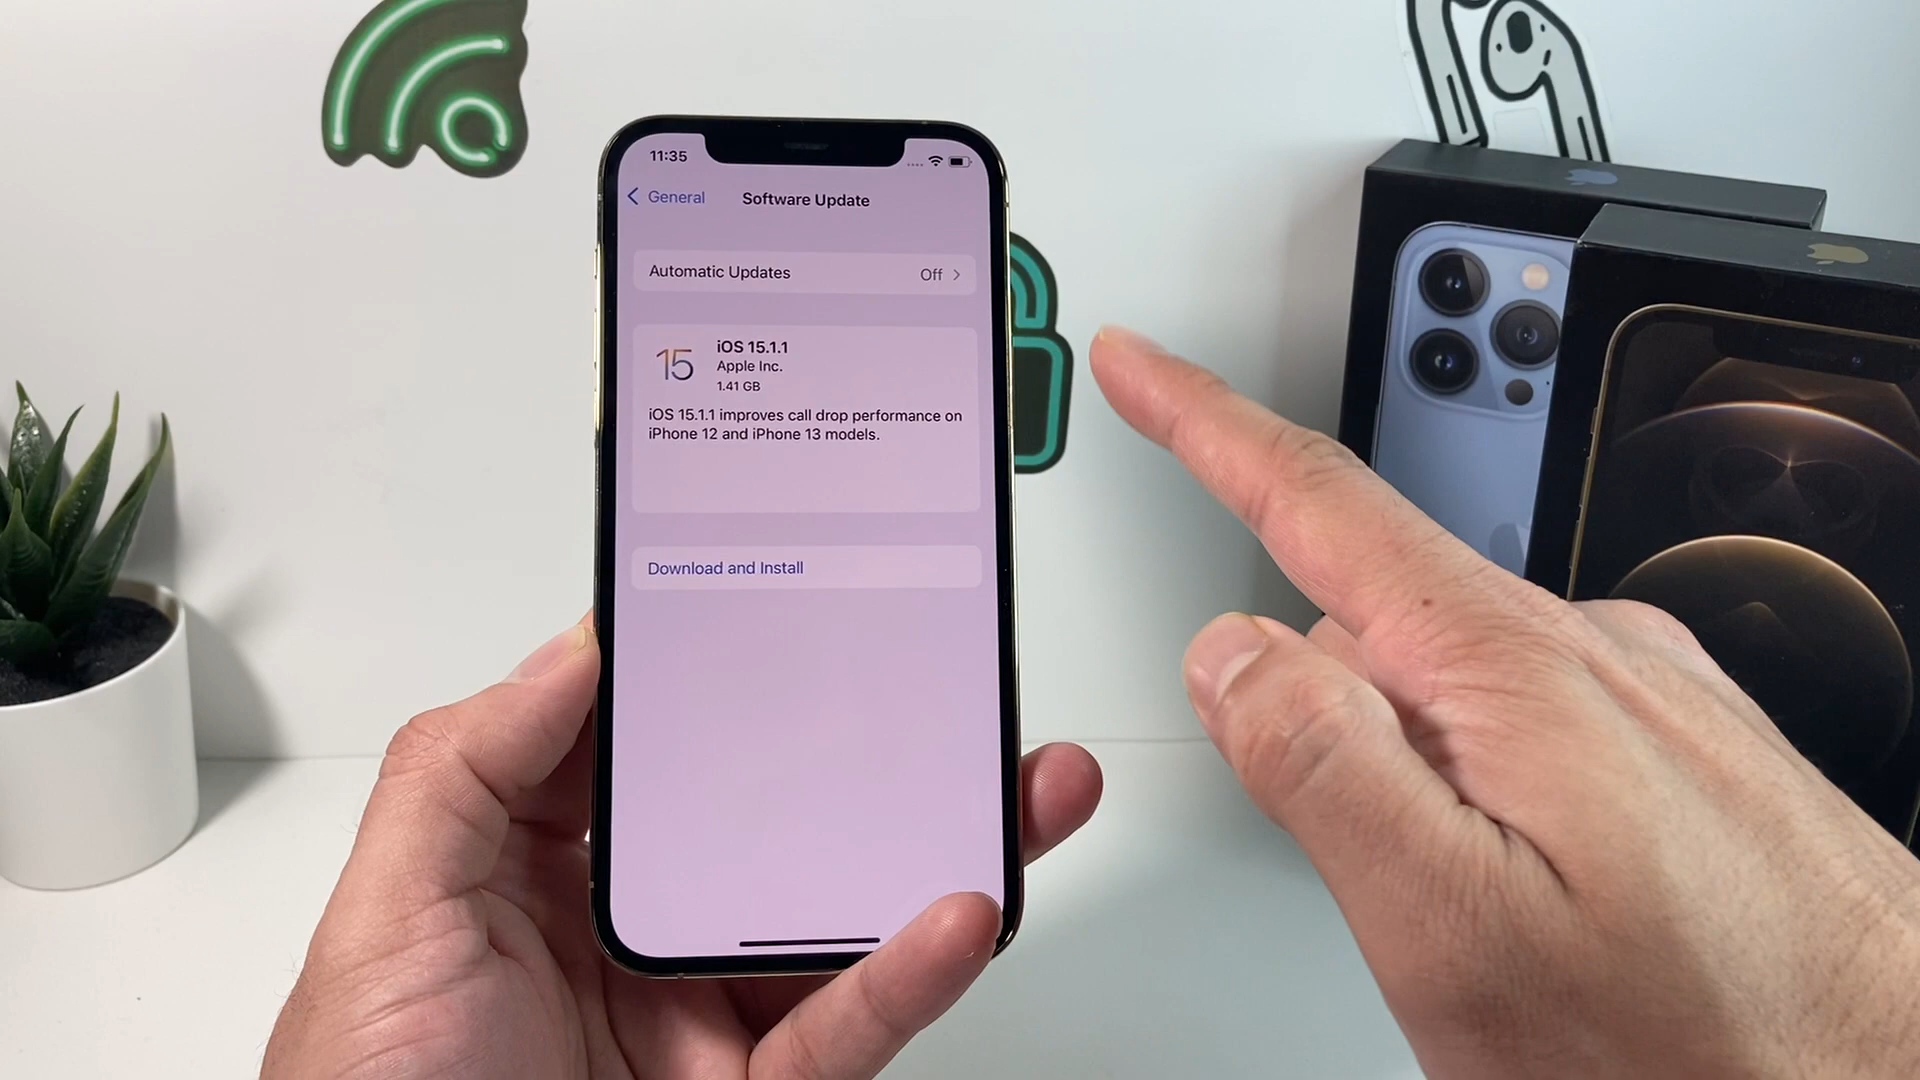 11:35
General
Software Update
Automatic Updates
Off
15
iOS 15.1.1
Apple Inc.
1.41 GB
iOS 15.1.1 improves call drop performance on
iPhone 12 and iPhone 13 models.
Download and Install